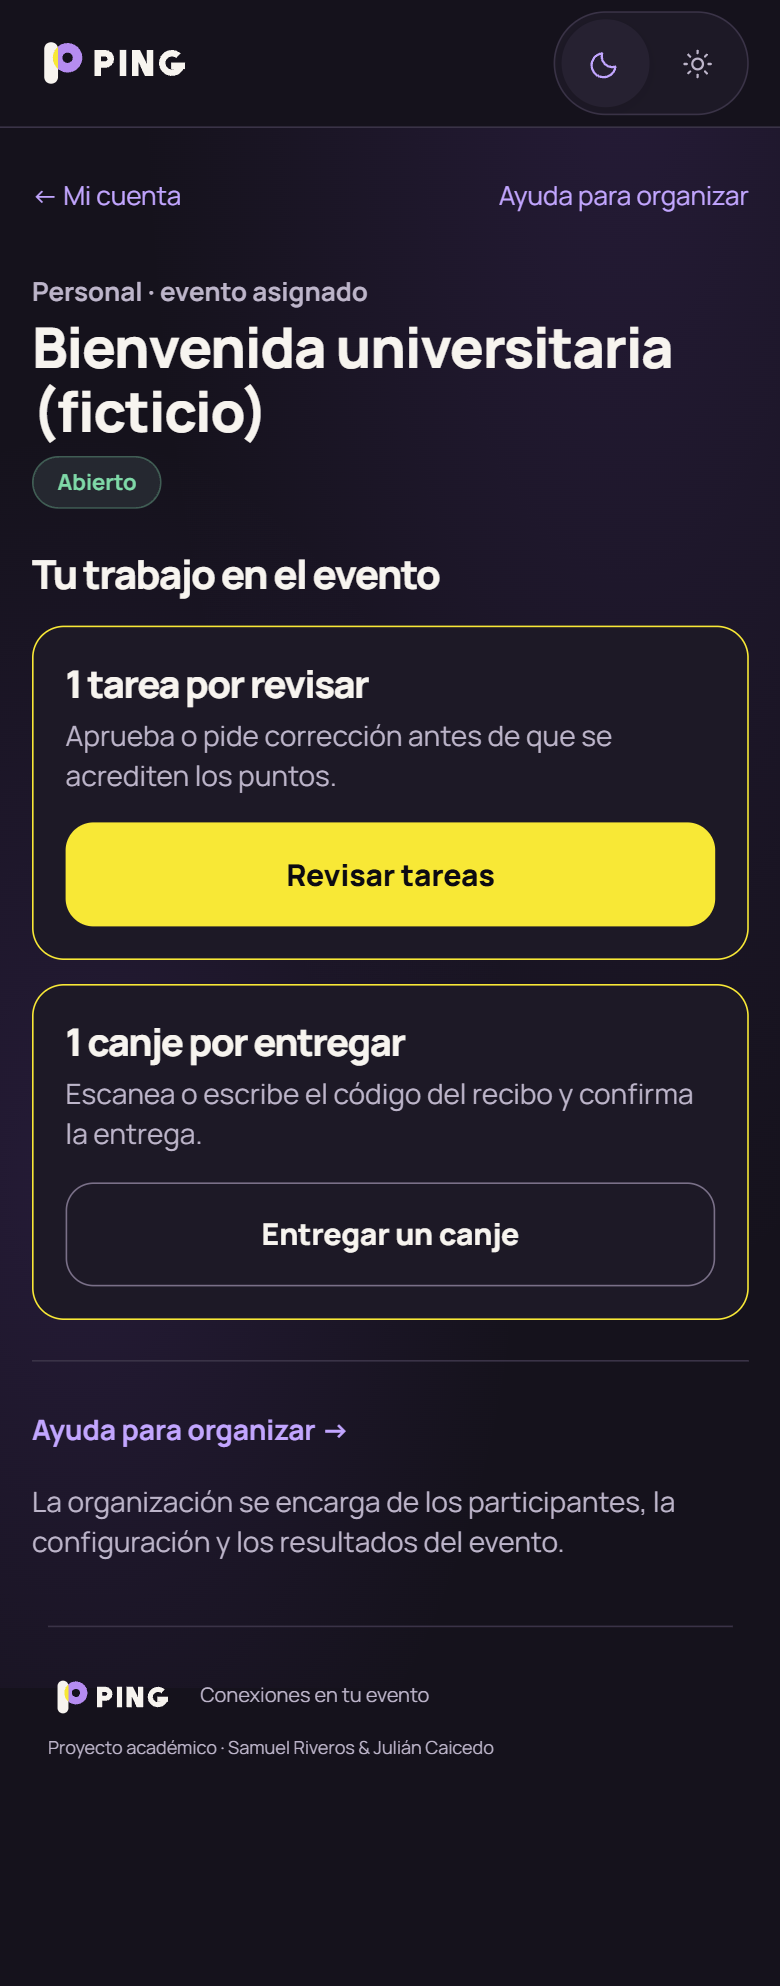 PING
← Mi cuenta
Ayuda para organizar
Personal · evento asignado
Bienvenida universitaria
(ficticio)
Abierto
Tu trabajo en el evento
1 tarea por revisar
Aprueba o pide corrección antes de que se
acrediten los puntos.
Revisar tareas
1 canje por entregar
Escanea o escribe el código del recibo y confirma
la entrega.
Entregar un canje
Ayuda para organizar →
La organización se encarga de los participantes, la
configuración y los resultados del evento.
PING
Conexiones en tu evento
Proyecto académico · Samuel Riveros & Julián Caicedo